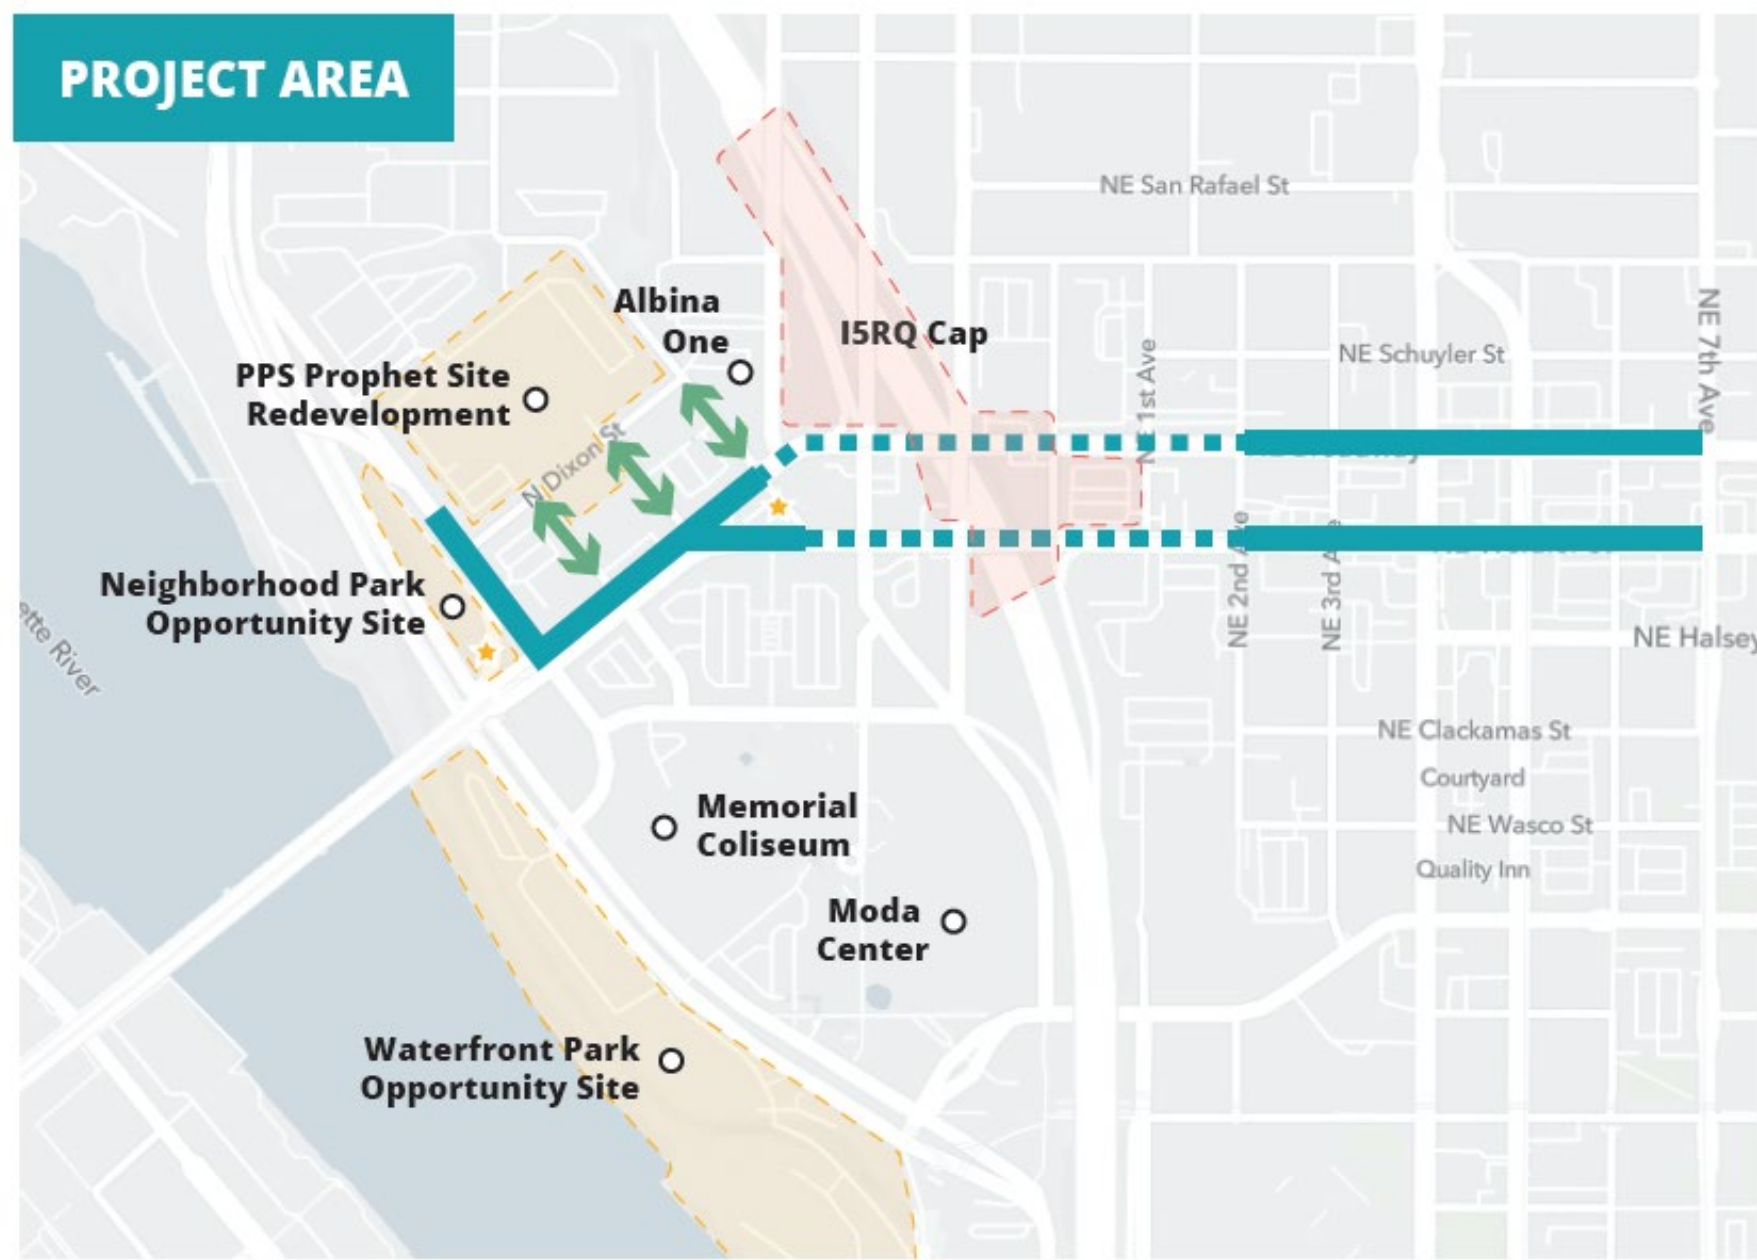 PROJECT AREA
NE San Rafael St
Albina
One
I5RQ Cap
NE 7th Ave
NE 1st Ave
NE Schuyler St
PPS Prophet Site
Redevelopment
N Dixon St
Neighborhood Park
Opportunity Site
ette River
NE 2nd Ave
NE 3rd Ave
NE Halsey
NE Clackamas St
Courtyard
NE Wasco St
Quality Inn
Memorial
Coliseum
Moda
Center
Waterfront Park
Opportunity Site